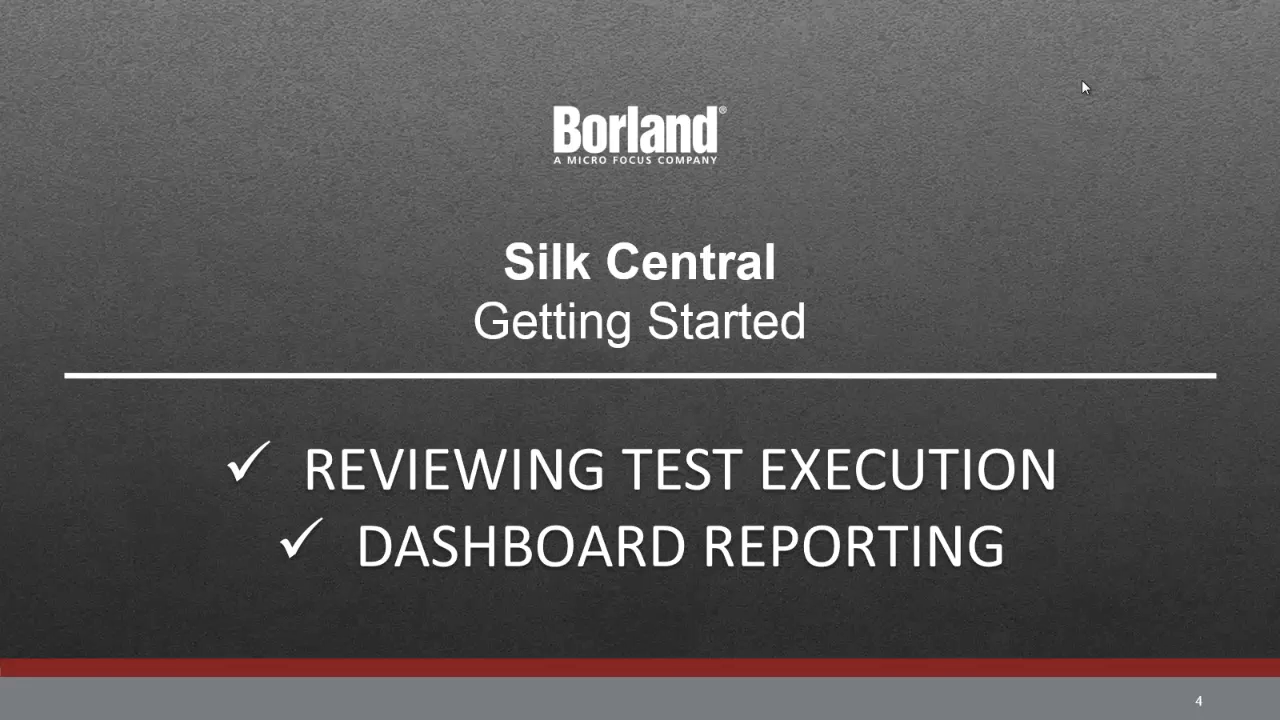 Borland®
A MICRO FOCUS COMPANY
Silk Central
Getting Started
✓ REVIEWING TEST EXECUTION
✓ DASHBOARD REPORTING
4